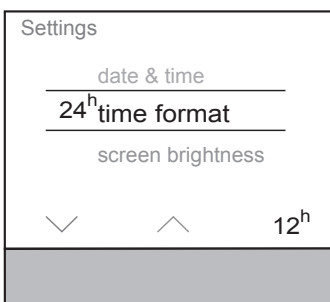 Settings
date & time
24h time format
screen brightness
12h